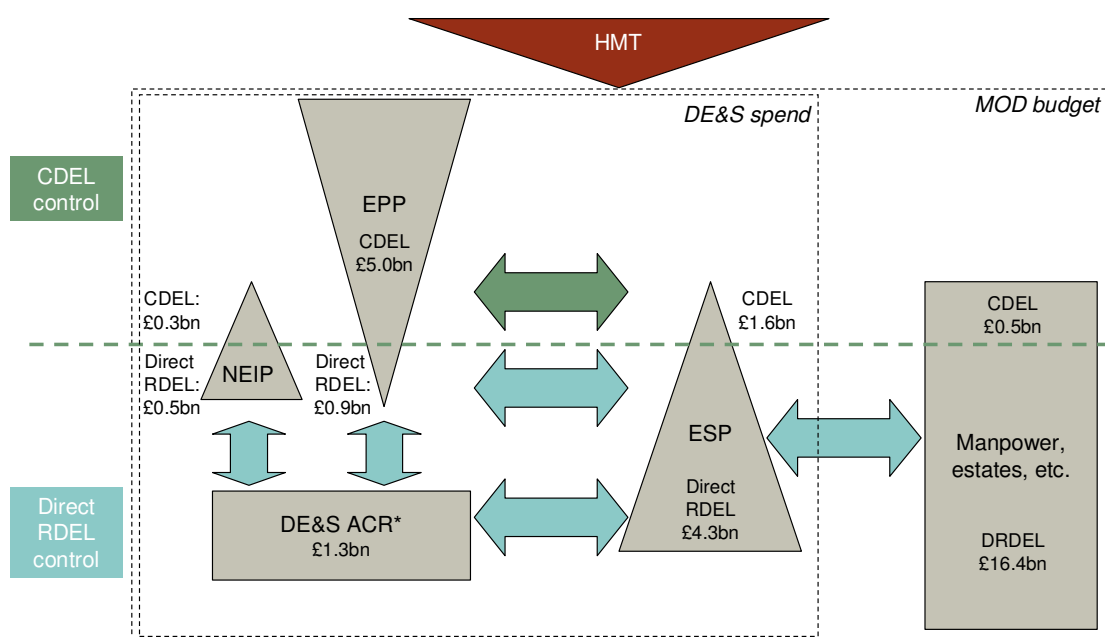 HMT
DE&S spend
MOD budget
CDEL
control
EPP
CDEL
£5.0bn
CDEL:
£0.3bn
CDEL
£1.6bn
CDEL
£0.5bn
Direct
RDEL:
£0.5bn
NEIP
Direct
RDEL:
£0.9bn
ESP
Direct
RDEL
£4.3bn
Manpower,
estates, etc.
DRDEL
£16.4bn
Direct
RDEL
control
DE&S ACR*
£1.3bn